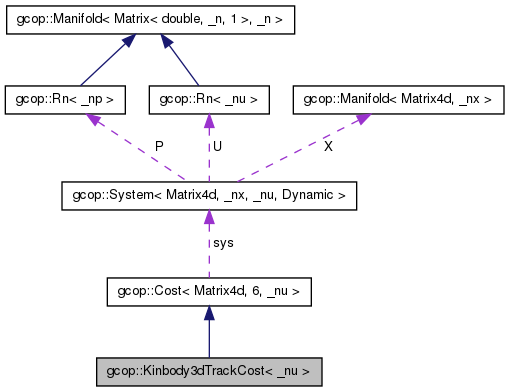 gcop::Manifold< Matrix< double, _n, 1 >, _n >
gcop::Rn< _np >
gcop::Rn< _nu >
gcop::Manifold< Matrix4d, _nx >
P
U
X
gcop::System< Matrix4d, _nx, _nu, Dynamic >
sys
gcop::Cost< Matrix4d, 6, _nu >
gcop::Kinbody3dTrackCost< _nu >